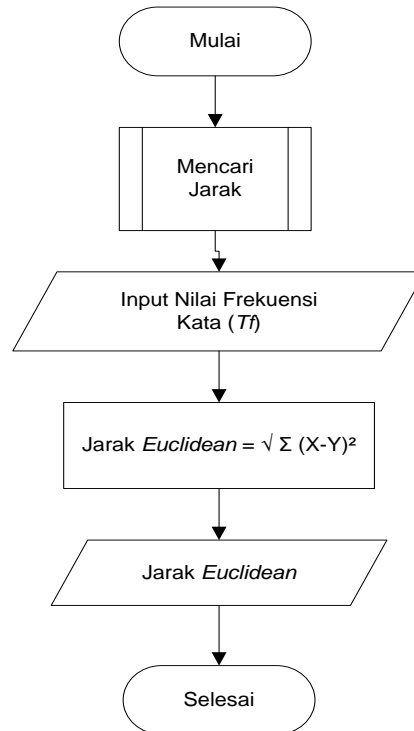 Mulai
Mencari
Jarak
Input Nilai Frekuensi
Kata (Tf)
Jarak Euclidean = √ Σ (X-Y)²
Jarak Euclidean
Selesai